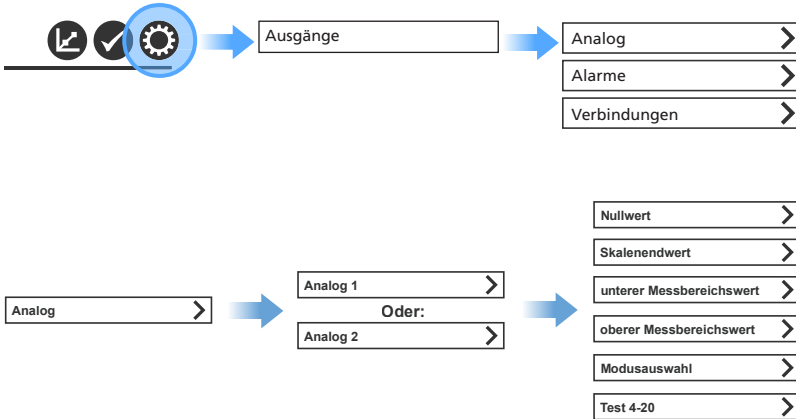 Ausgänge
Analog
Alarme
Verbindungen
Analog
Analog 1
Oder:
Analog 2
Nullwert
Skalenendwert
unterer Messbereichswert
oberer Messbereichswert
Modusauswahl
Test 4-20